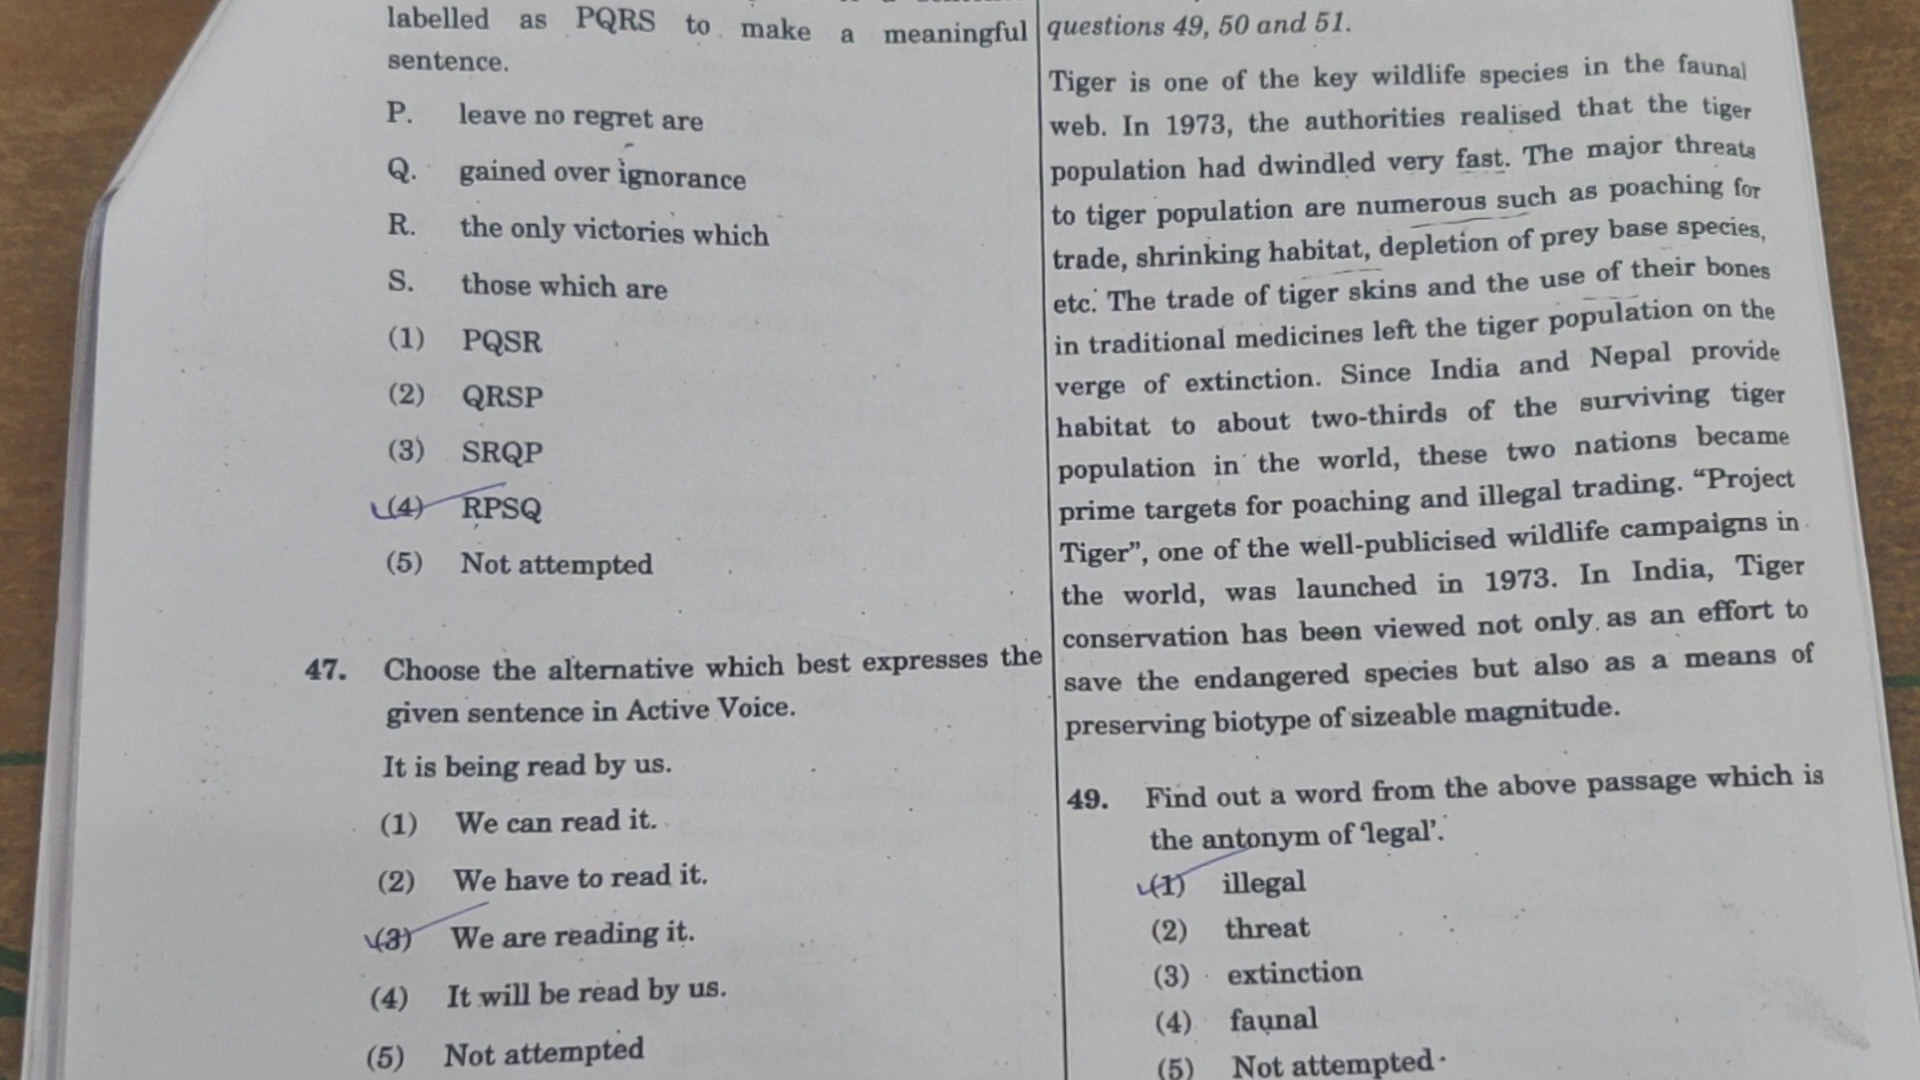 labelled as PQRS to make a meaningful
sentence.
P. leave no regret are
Q. gained over ignorance
R. the only victories which
S. those which are
(1) PQSR
(2) QRSP
(3) SRQP
(4) RPSQ
(5) Not attempted
47. Choose the alternative which best expresses the
given sentence in Active Voice.
It is being read by us.
(1) We can read it.
(2) We have to read it.
(3) We are reading it.
(4) It will be read by us.
(5) Not attempted
questions 49, 50 and 51.
Tiger is one of the key wildlife species in the faunal
web. In 1973, the authorities realised that the tiger
population had dwindled very fast. The major threats
to tiger population are numerous such as poaching for
trade, shrinking habitat, depletion of prey base species,
etc. The trade of tiger skins and the use of their bones
in traditional medicines left the tiger population on the
verge of extinction. Since India and Nepal provide
habitat to about two-thirds of the surviving tiger
population in the world, these two nations became
prime targets for poaching and illegal trading. “Project
Tiger”, one of the well-publicised wildlife campaigns in
the world, was launched in 1973. In India, Tiger
conservation has been viewed not only as an effort to
save the endangered species but also as a means of
preserving biotype of sizeable magnitude.
49. Find out a word from the above passage which is
the antonym of ‘legal’.
(1) illegal
(2) threat
(3) extinction
(4) faunal
(5) Not attempted